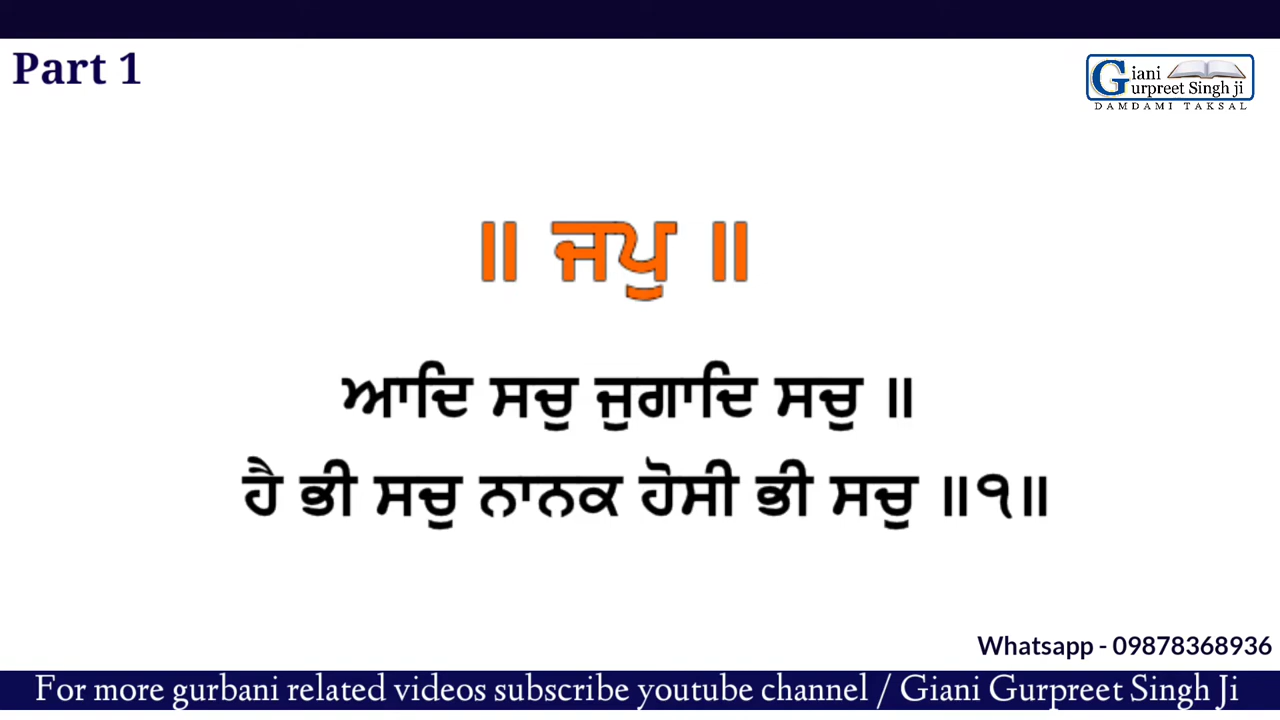 Part 1
Giani
Gurpreet Singh ji
DAMDAMI TAKSAL
॥ ਜਪੁ ॥
ਆਦਿ ਸਚੁ ਜੁਗਾਦਿ ਸਚੁ ॥
ਹੈ ਭੀ ਸਚੁ ਨਾਨਕ ਹੋਸੀ ਭੀ ਸਚੁ ॥੧॥
Whatsapp - 09878368936
For more gurbani related videos subscribe youtube channel / Giani Gurpreet Singh Ji